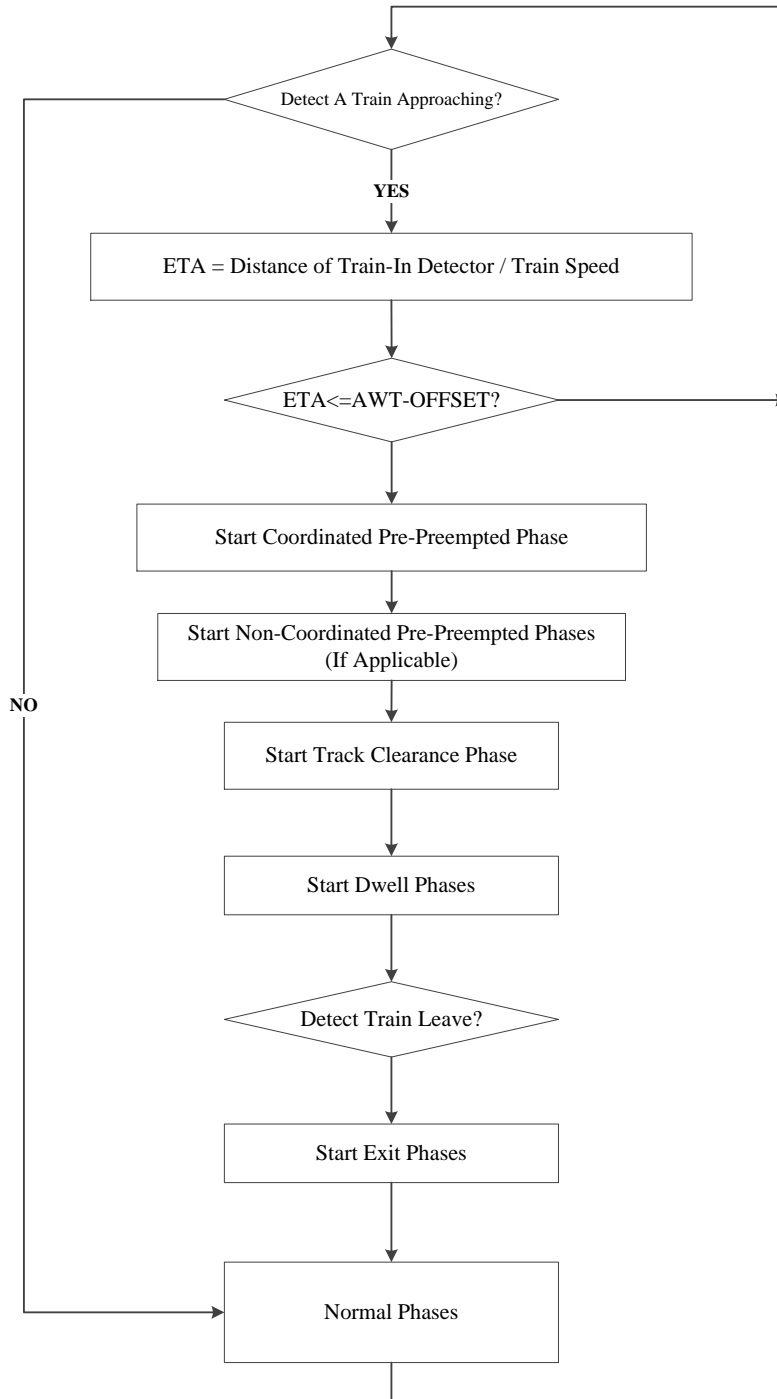 Detect A Train Approaching?
YES
ETA = Distance of Train-In Detector / Train Speed
ETA<=AWT-OFFSET?
Start Coordinated Pre-Preempted Phase
Start Non-Coordinated Pre-Preempted Phases
(If Applicable)
NO
Start Track Clearance Phase
Start Dwell Phases
Detect Train Leave?
Start Exit Phases
Normal Phases